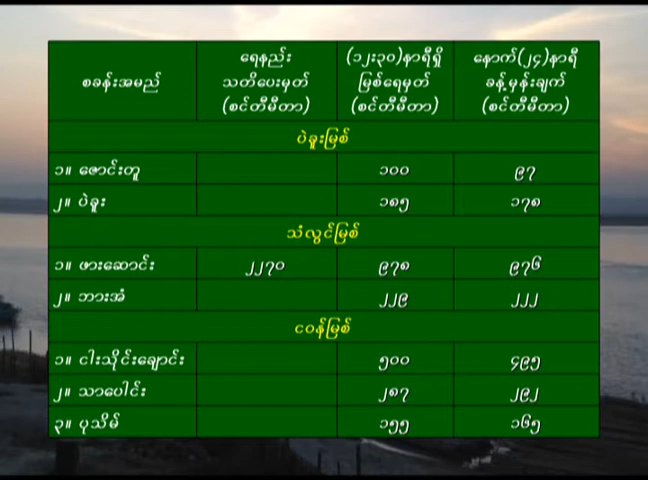 စခန်းအမည်
ရေနည်း
သတိပေးမှတ်
(စင်တီမီတာ)
(၁၂း၃၀)နာရီရှိ
မြစ်ရေမှတ်
(စင်တီမီတာ)
နောက်(၂၄)နာရီ
ခန့်မှန်းချက်
(စင်တီမီတာ)
ပဲခူးမြစ်
၁။ ဇောင်းတူ ၁၀၀ ၉၇
၂။ ပဲခူး ၁၈၅ ၁၇၈
သံလွင်မြစ်
၁။ ဖားဆောင်း ၂၂၇၀ ၉၇၈ ၉၇၆
၂။ ဘားအံ ၂၂၉ ၂၂၂
ငဝန်မြစ်
၁။ ငါးသိုင်းချောင်း ၅၀၀ ၄၉၅
၂။ သာပေါင်း ၂၈၇ ၂၉၂
၃။ ပုသိမ် ၁၅၅ ၁၆၅